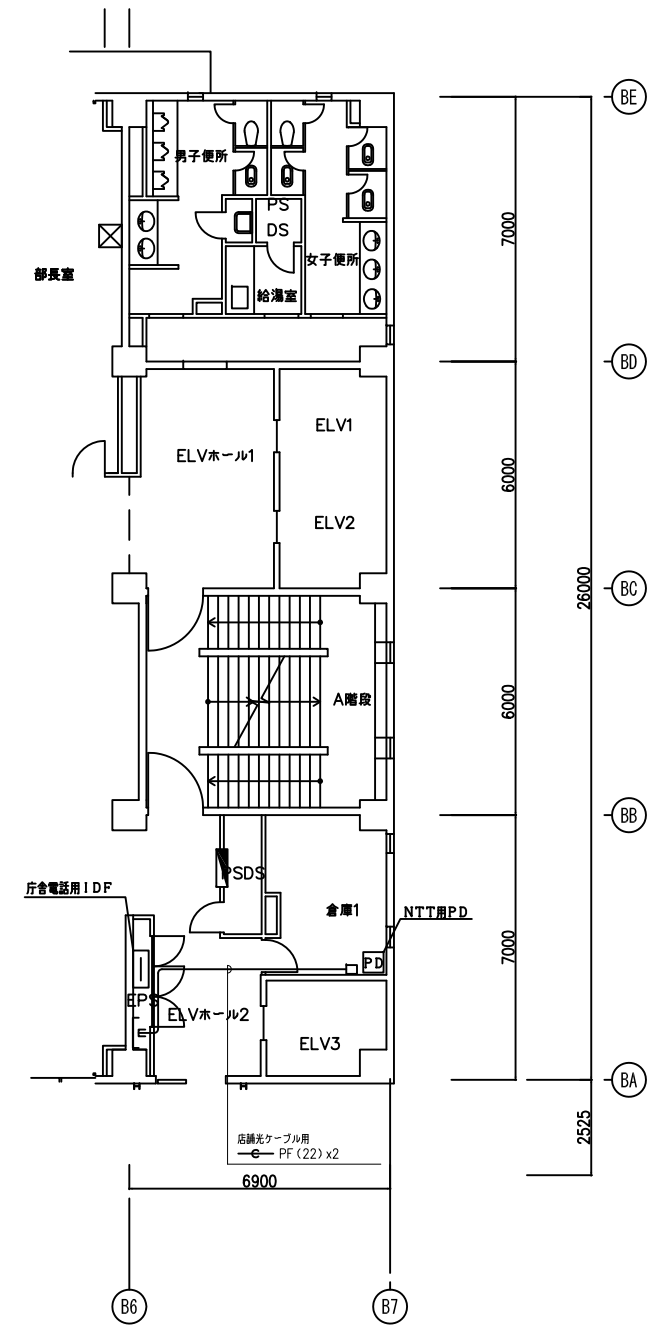 BE
男子便所
PS
DS
7000
女子便所
部長室
給湯室
BD
ELV1
ELVホール1
6000
ELV2
26000
BC
A階段
6000
BB
PSDS
庁舎電話用IDF
倉庫1
NTT用PD
7000
PD
EPS
ELVホール2
ELV3
BA
2525
店舗光ケーブル用
C PF(22)x2
6900
B6
B7